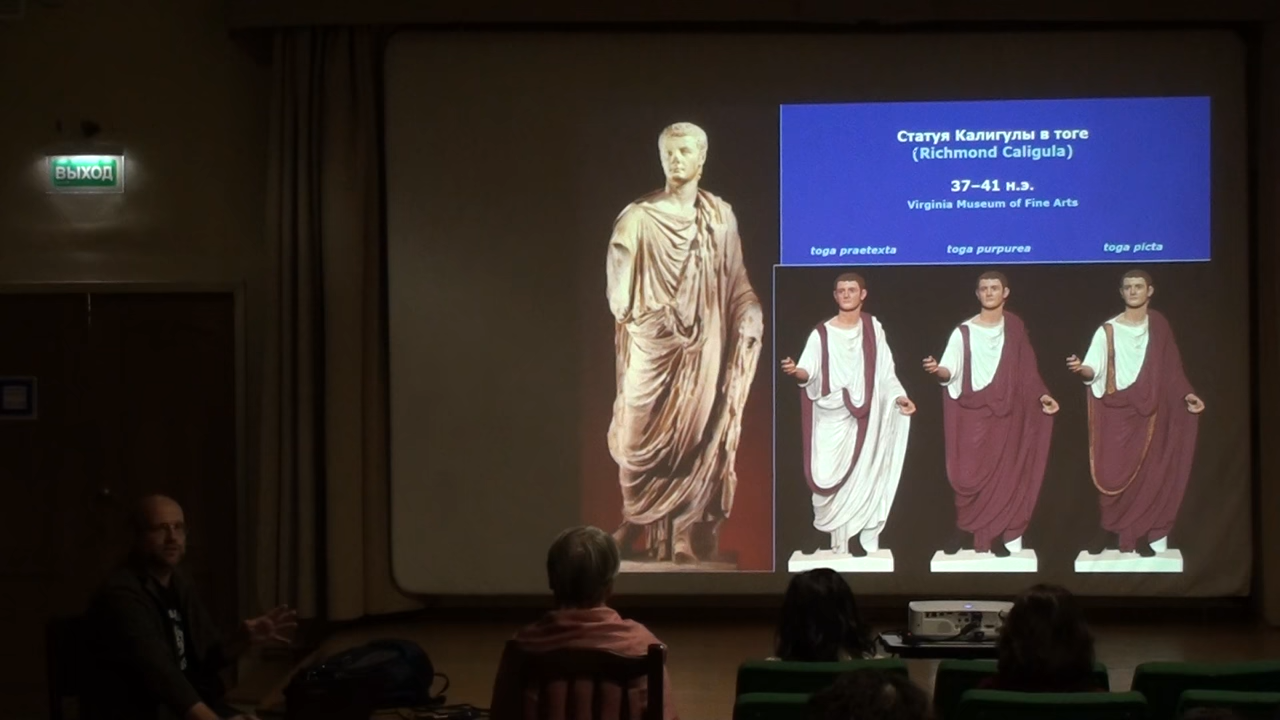 ВЫХОД
Статуя Калигулы в тоге
(Richmond Caligula)
37–41 н.э.
Virginia Museum of Fine Arts
toga praetexta toga purpurea toga picta